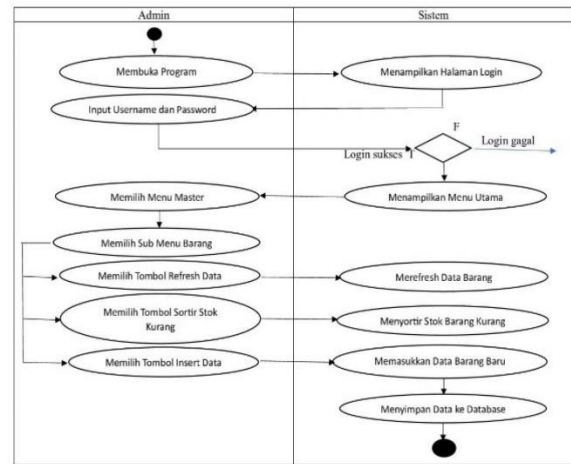 Admin
Sistem
Membuka Program
Menampilkan Halaman Login
Input Username dan Password
F
Login gagal
Login sukses T
Memilih Menu Master
Menampilkan Menu Utama
Memilih Sub Menu Barang
Memilih Tombol Refresh Data
Merefresh Data Barang
Memilih Tombol Sortir Stok
Kurang
Menyortir Stok Barang Kurang
Memilih Tombol Insert Data
Memasukkan Data Barang Baru
Menyimpan Data ke Database